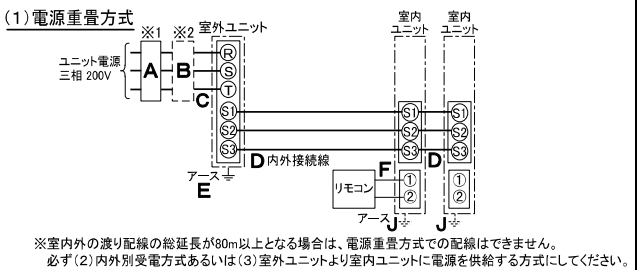 (1)電源重畳方式
※1 ※2 室外ユニット
室内ユニット
室内ユニット
ユニット電源
三相 200V
A
B
C
R
S
T
S1
S2
S3
S1
S2
S3
S1
S2
S3
D 内外接続線
D
アース
E
F
リモコン
①
②
①
②
アース
J
J
※室内外の渡り配線の総延長が80m以上となる場合は、電源重畳方式での配線はできません。
必ず(2)内外別受電方式あるいは(3)室外ユニットより室内ユニットに電源を供給する方式にしてください。